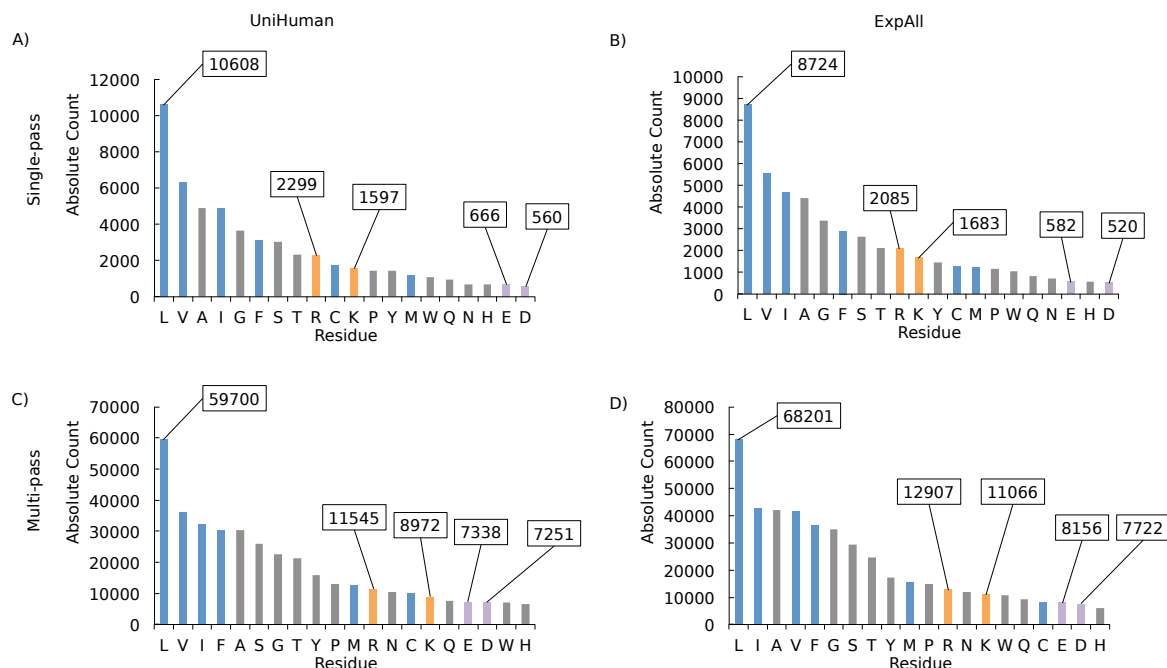 UniHuman
ExpAll
A)
Single-pass
Absolute Count
12000
10000
8000
6000
4000
2000
0
10608
2299
1597
666
560
L V A I G F S T R C K P Y M W Q N H E D
Residue
B)
Absolute Count
10000
9000
8000
7000
6000
5000
4000
3000
2000
1000
0
8724
2085
1683
582
520
L V I A G F S T R K Y C M P W Q N E H D
Residue
C)
Multi-pass
Absolute Count
70000
60000
50000
40000
30000
20000
10000
0
59700
11545
8972
7338
7251
L V I F A S G T Y P M R N C K Q E D W H
Residue
D)
Absolute Count
80000
70000
60000
50000
40000
30000
20000
10000
0
68201
12907
11066
8156
7722
L I A V F G S T Y M P R N K W Q C E D H
Residue